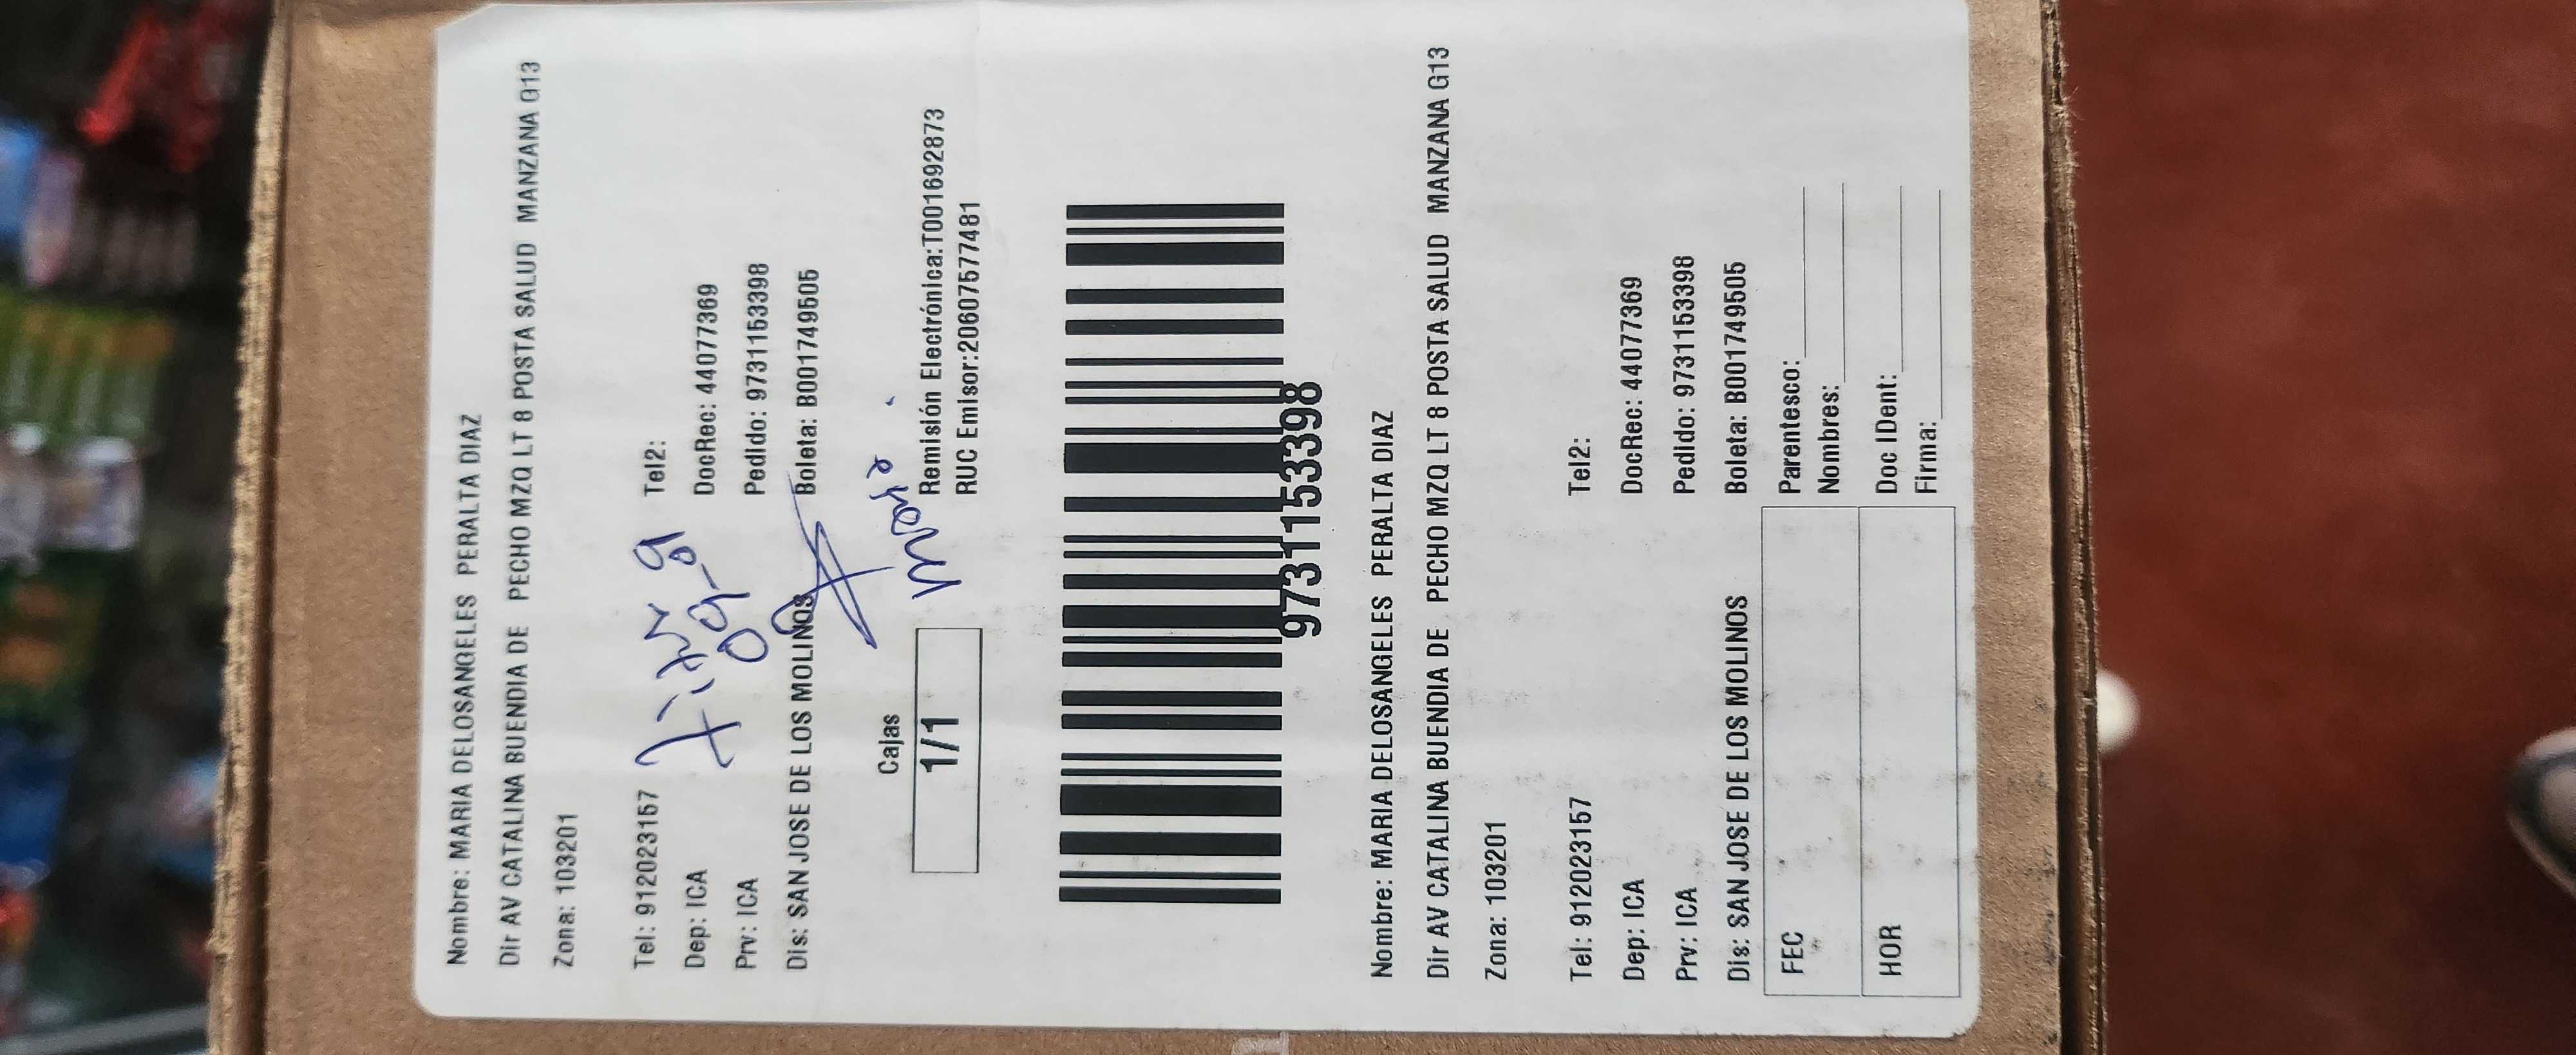 Nombre: MARIA DELOSANGELES PERALTA DIAZ
Dir AV CATALINA BUENDIA DE PECHO MZQ LT 8 POSTA SALUD MANZANA G13
Zona: 103201
Tel: 912023157 Tel2:
Dep: ICA DocRec: 44077369
Prv: ICA Pedido: 97311153398
Dis: SAN JOSE DE LOS MOLINOS Boleta: B001749505
Cajas
1/1
Remisión Electrónica:T001692873
RUC Emisor:20607577481
97311153398
Nombre: MARIA DELOSANGELES PERALTA DIAZ
Dir AV CATALINA BUENDIA DE PECHO MZQ LT 8 POSTA SALUD MANZANA G13
Zona: 103201
Tel: 912023157 Tel2:
Dep: ICA DocRec: 44077369
Prv: ICA Pedido: 97311153398
Dis: SAN JOSE DE LOS MOLINOS Boleta: B001749505
FEC Parentesco:
Nombres:
HOR Doc IDent:
Firma: